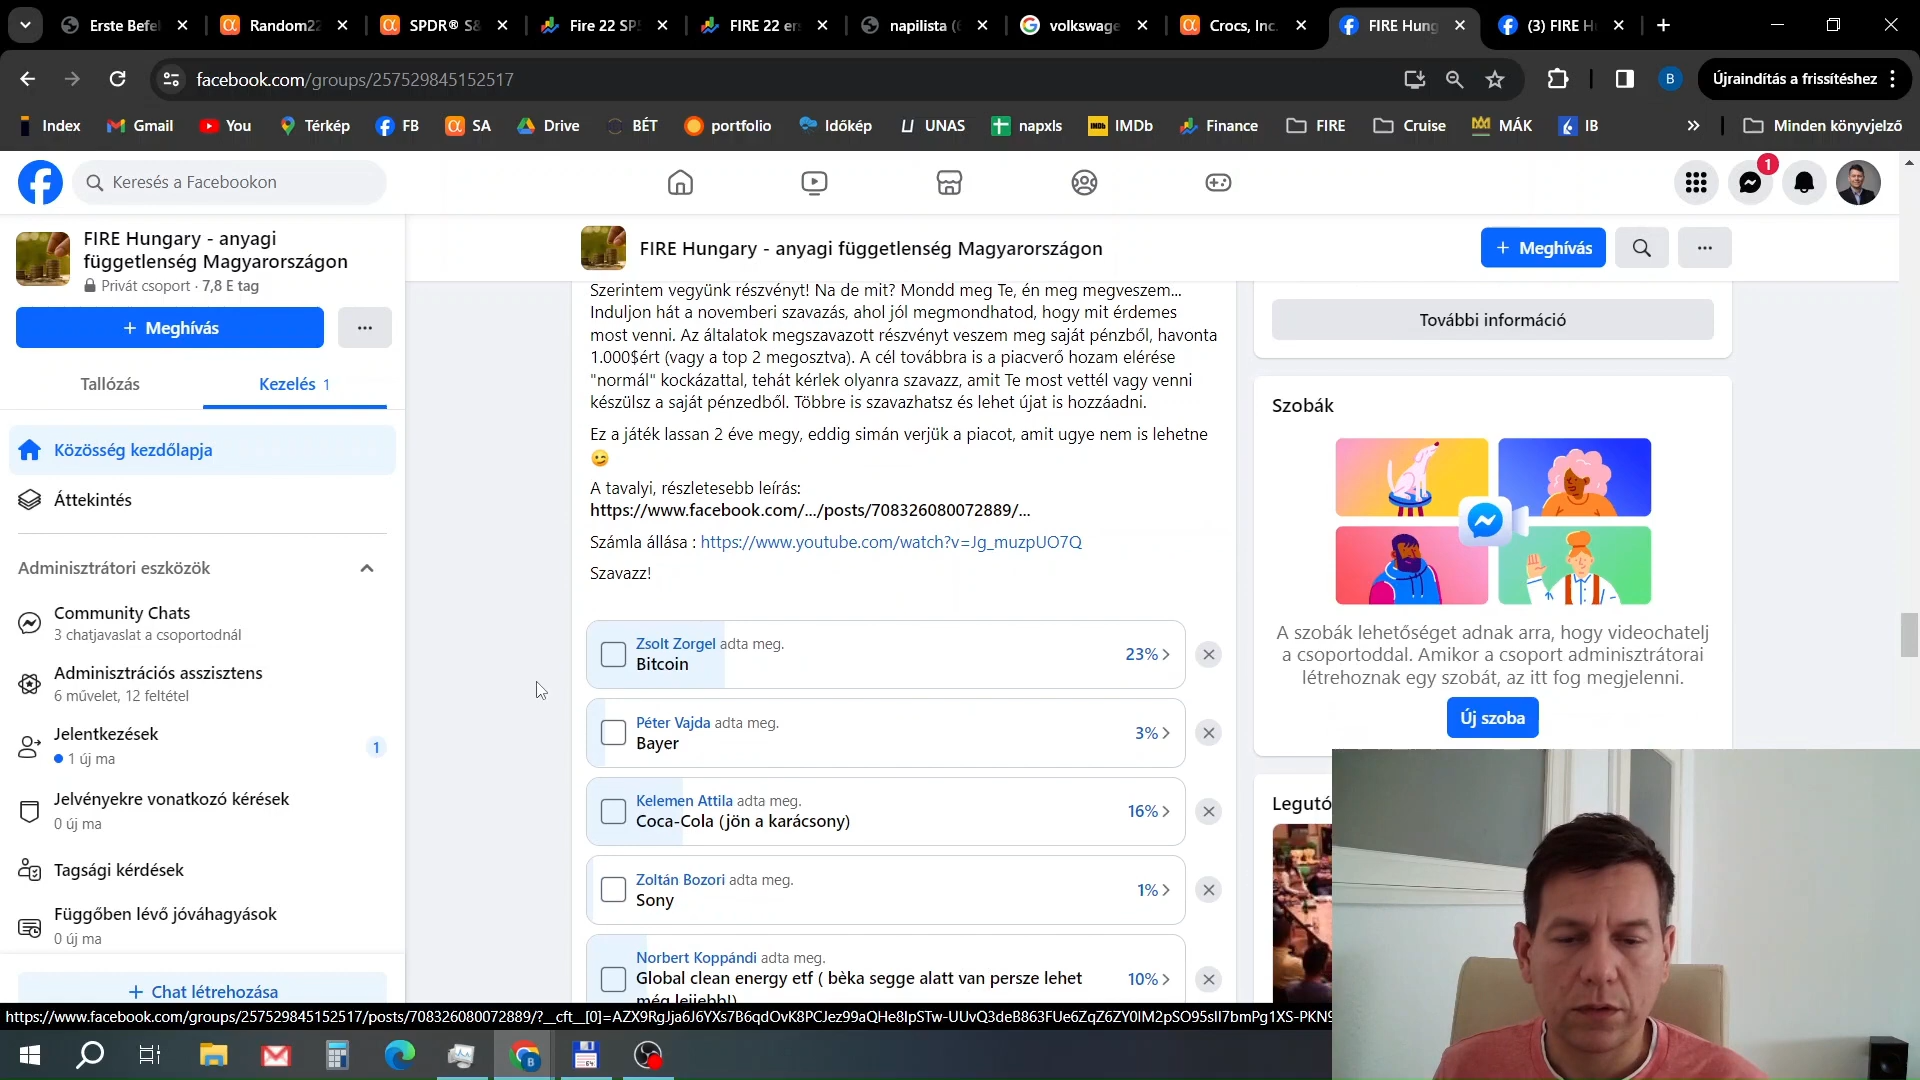 Erste Befe
Random22
SPDR® S&
Fire 22 SP5
FIRE 22 er
napilista (
volkswage
Crocs, Inc.
FIRE Hung
(3) FIRE H
facebook.com/groups/257529845152517
B
Újraindítás a frissítéshez
Index
Gmail
You
Térkép
FB
SA
Drive
BÉT
portfolio
Időkép
UNAS
napxls
IMDb
Finance
FIRE
Cruise
MÁK
IB
Minden könyvjelző
Keresés a Facebookon
1
FIRE Hungary - anyagi
függetlenség Magyarországon
Privát csoport · 7,8 E tag
+ Meghívás
Tallózás
Kezelés 1
Közösség kezdőlapja
Áttekintés
Adminisztrátori eszközök
Community Chats
3 chatjavaslat a csoportodnál
Adminisztrációs asszisztens
6 művelet, 12 feltétel
Jelentkezések
1 új ma
1
Jelvényekre vonatkozó kérések
0 új ma
Tagsági kérdések
Függőben lévő jóváhagyások
0 új ma
+ Chat létrehozása
FIRE Hungary - anyagi függetlenség Magyarországon
+ Meghívás
Szerintem vegyünk részvényt! Na de mit? Mondd meg Te, én meg megveszem...
Induljon hát a novemberi szavazás, ahol jól megmondhatod, hogy mit érdemes
most venni. Az általatok megszavazott részvényt veszem meg saját pénzből, havonta
1.000$ért (vagy a top 2 megosztva). A cél továbbra is a piacverő hozam elérése
"normál" kockázattal, tehát kérlek olyanra szavazz, amit Te most vettél vagy venni
készülsz a saját pénzedből. Többre is szavazhatsz és lehet újat is hozzáadni.
Ez a játék lassan 2 éve megy, eddig simán verjük a piacot, amit ugye nem is lehetne
😉
A tavalyi, részletesebb leírás:
https://www.facebook.com/.../posts/708326080072889/...
Számla állása : https://www.youtube.com/watch?v=Jg_muzpUO7Q
Szavazz!
Zsolt Zorgel adta meg.
Bitcoin
23%
Péter Vajda adta meg.
Bayer
3%
Kelemen Attila adta meg.
Coca-Cola (jön a karácsony)
16%
Zoltán Bozori adta meg.
Sony
1%
Norbert Koppándi adta meg.
Global clean energy etf ( bèka segge alatt van persze lehet
még lejjebb!)
10%
További információ
Szobák
A szobák lehetőséget adnak arra, hogy videochatelj
a csoportoddal. Amikor a csoport adminisztrátorai
létrehoznak egy szobát, az itt fog megjelenni.
Új szoba
Legutó
https://www.facebook.com/groups/257529845152517/posts/708326080072889/?__cft__[0]=